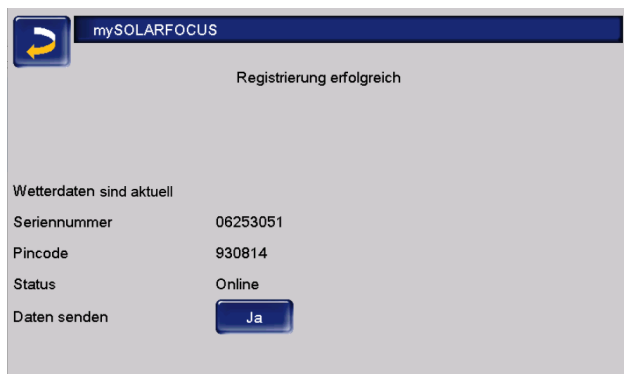 mySOLARFOCUS
Registrierung erfolgreich
Wetterdaten sind aktuell
Seriennummer 06253051
Pincode 930814
Status Online
Daten senden Ja